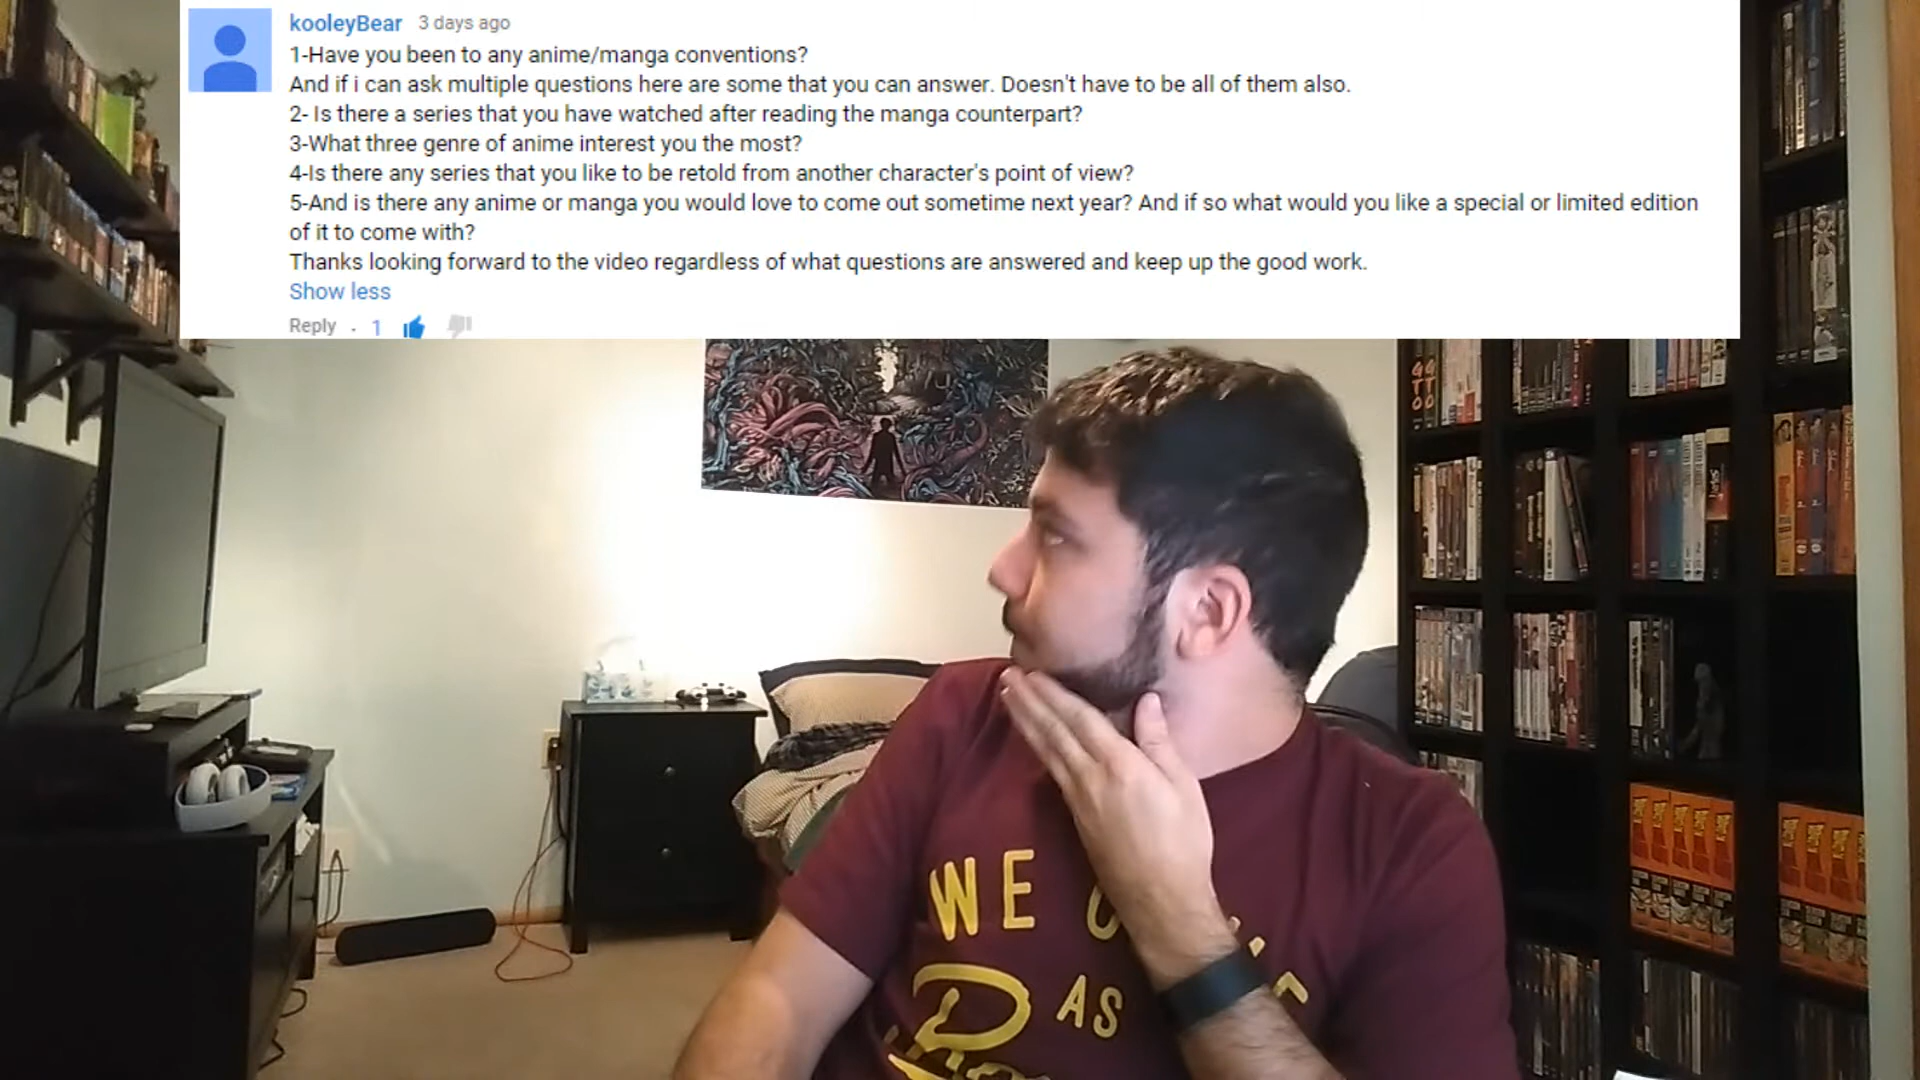 kooleyBear 3 days ago
1-Have you been to any anime/manga conventions?
And if i can ask multiple questions here are some that you can answer. Doesn't have to be all of them also.
2- Is there a series that you have watched after reading the manga counterpart?
3-What three genre of anime interest you the most?
4-Is there any series that you like to be retold from another character's point of view?
5-And is there any anime or manga you would love to come out sometime next year? And if so what would you like a special or limited edition
of it to come with?
Thanks looking forward to the video regardless of what questions are answered and keep up the good work.
Show less
Reply . 1
GTO
GTO
WE
AS